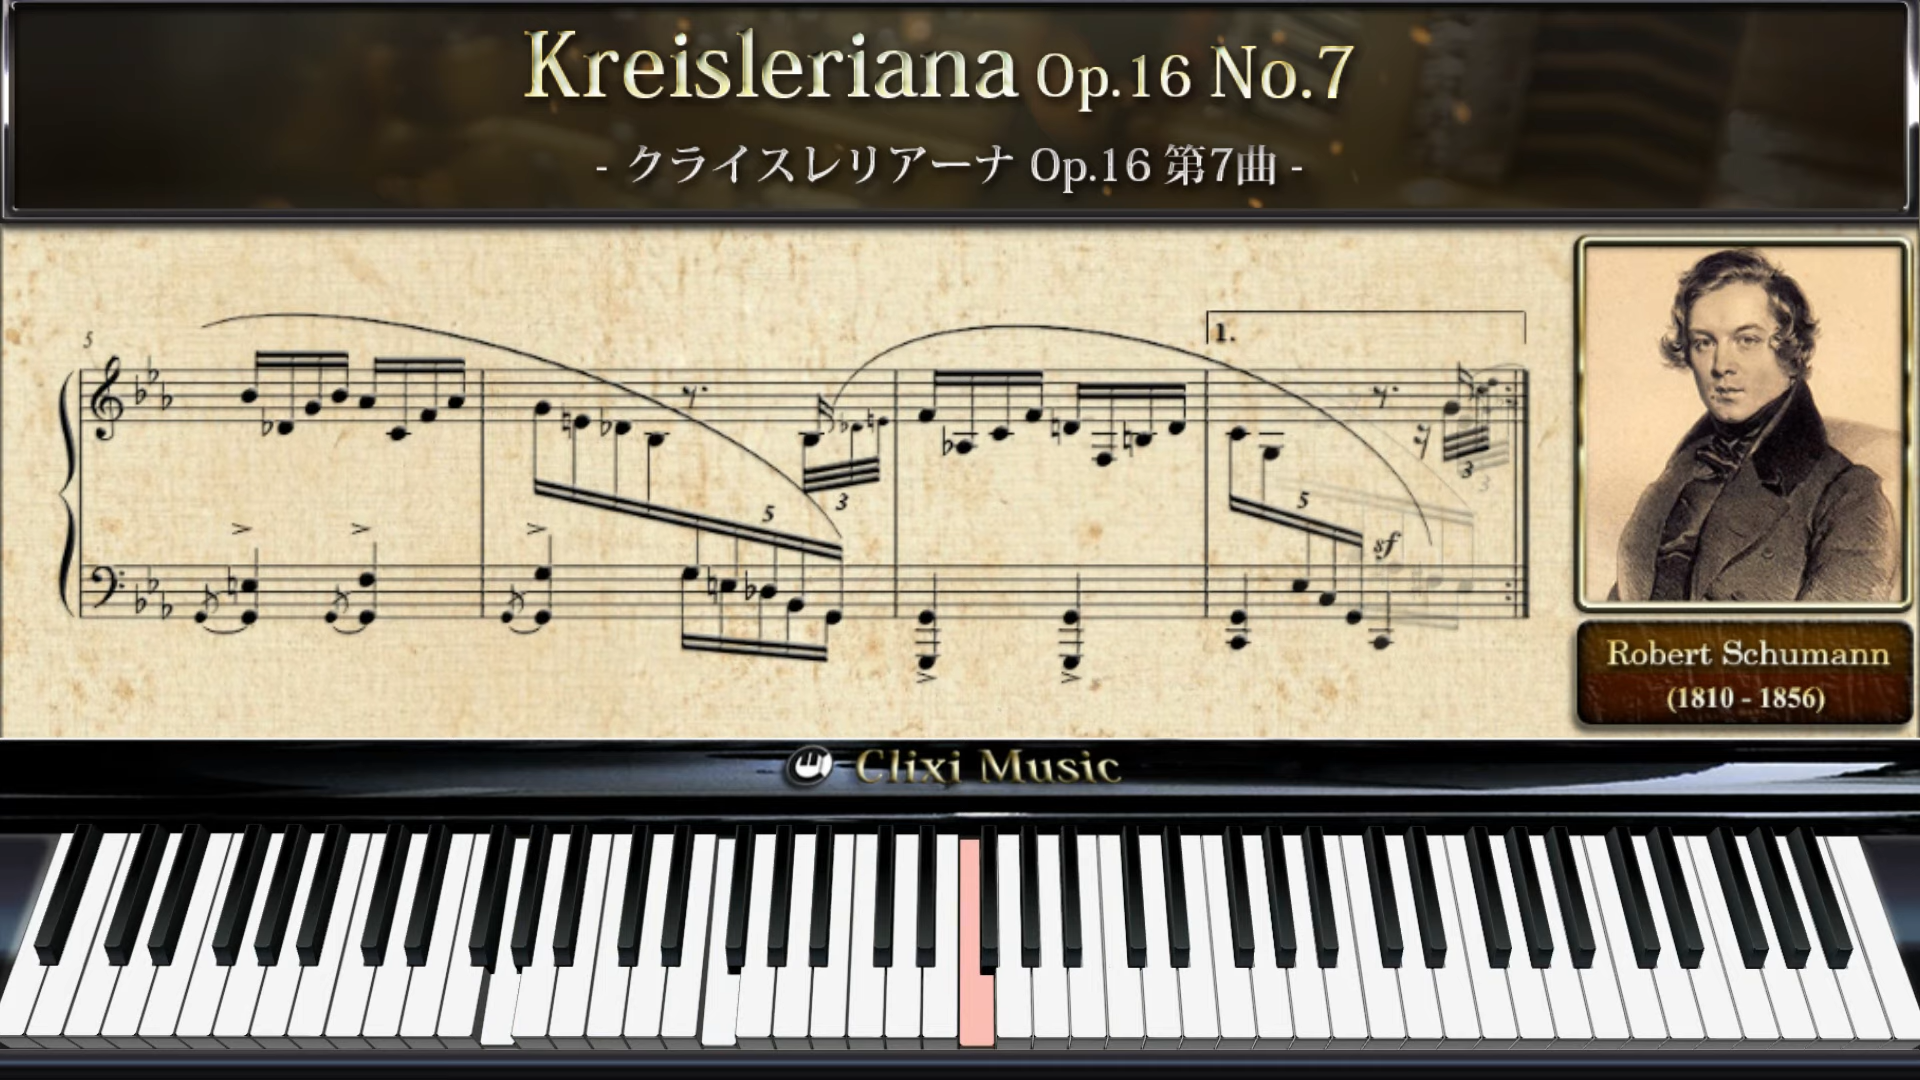 Kreisleriana Op.16 No.7
- クライスレリアーナ Op.16 第7曲 -
5
1.
5
3
5
sf
3
3
Robert Schumann
(1810 - 1856)
Clixi Music